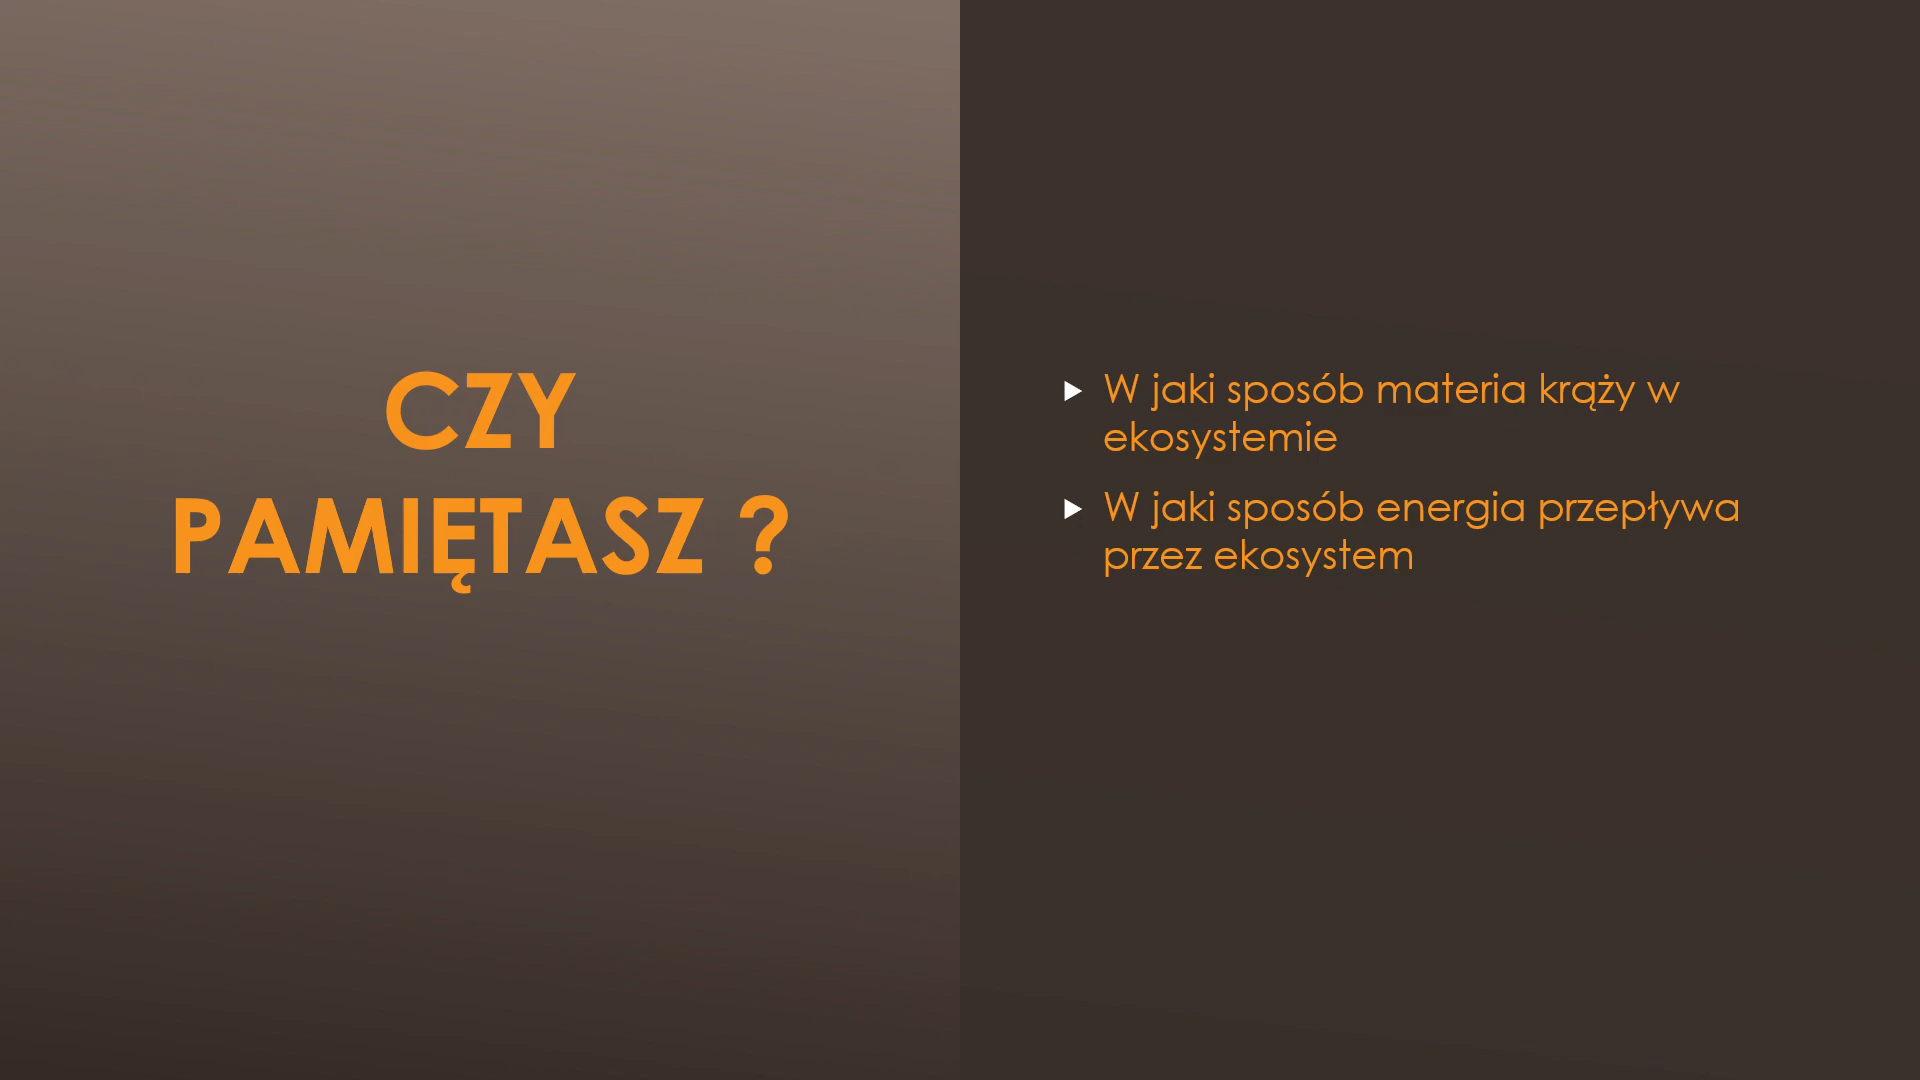 CZY
PAMIĘTASZ ?
W jaki sposób materia krąży w
ekosystemie
W jaki sposób energia przepływa
przez ekosystem